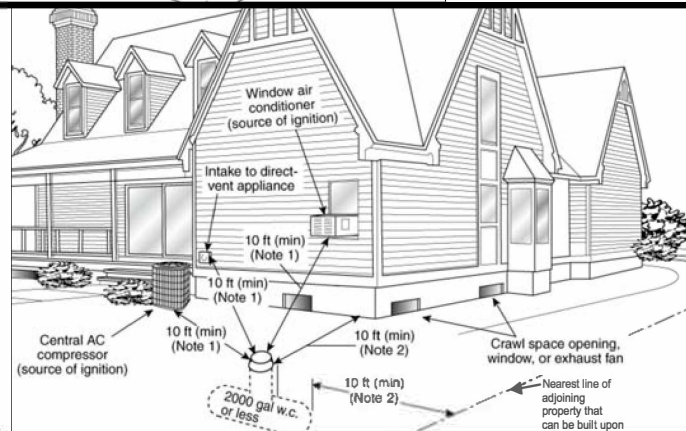 Window air
conditioner
(source of ignition)
Intake to direct-
vent appliance
10 ft (min)
(Note 1)
10 ft (min)
(Note 1)
Central AC
compressor
(source of ignition)
10 ft (min)
(Note 1)
10 ft (min)
(Note 2)
Crawl space opening,
window, or exhaust fan
2000 gal w.c.
or less
10 ft (min)
(Note 2)
Nearest line of
adjoining
property that
can be built upon